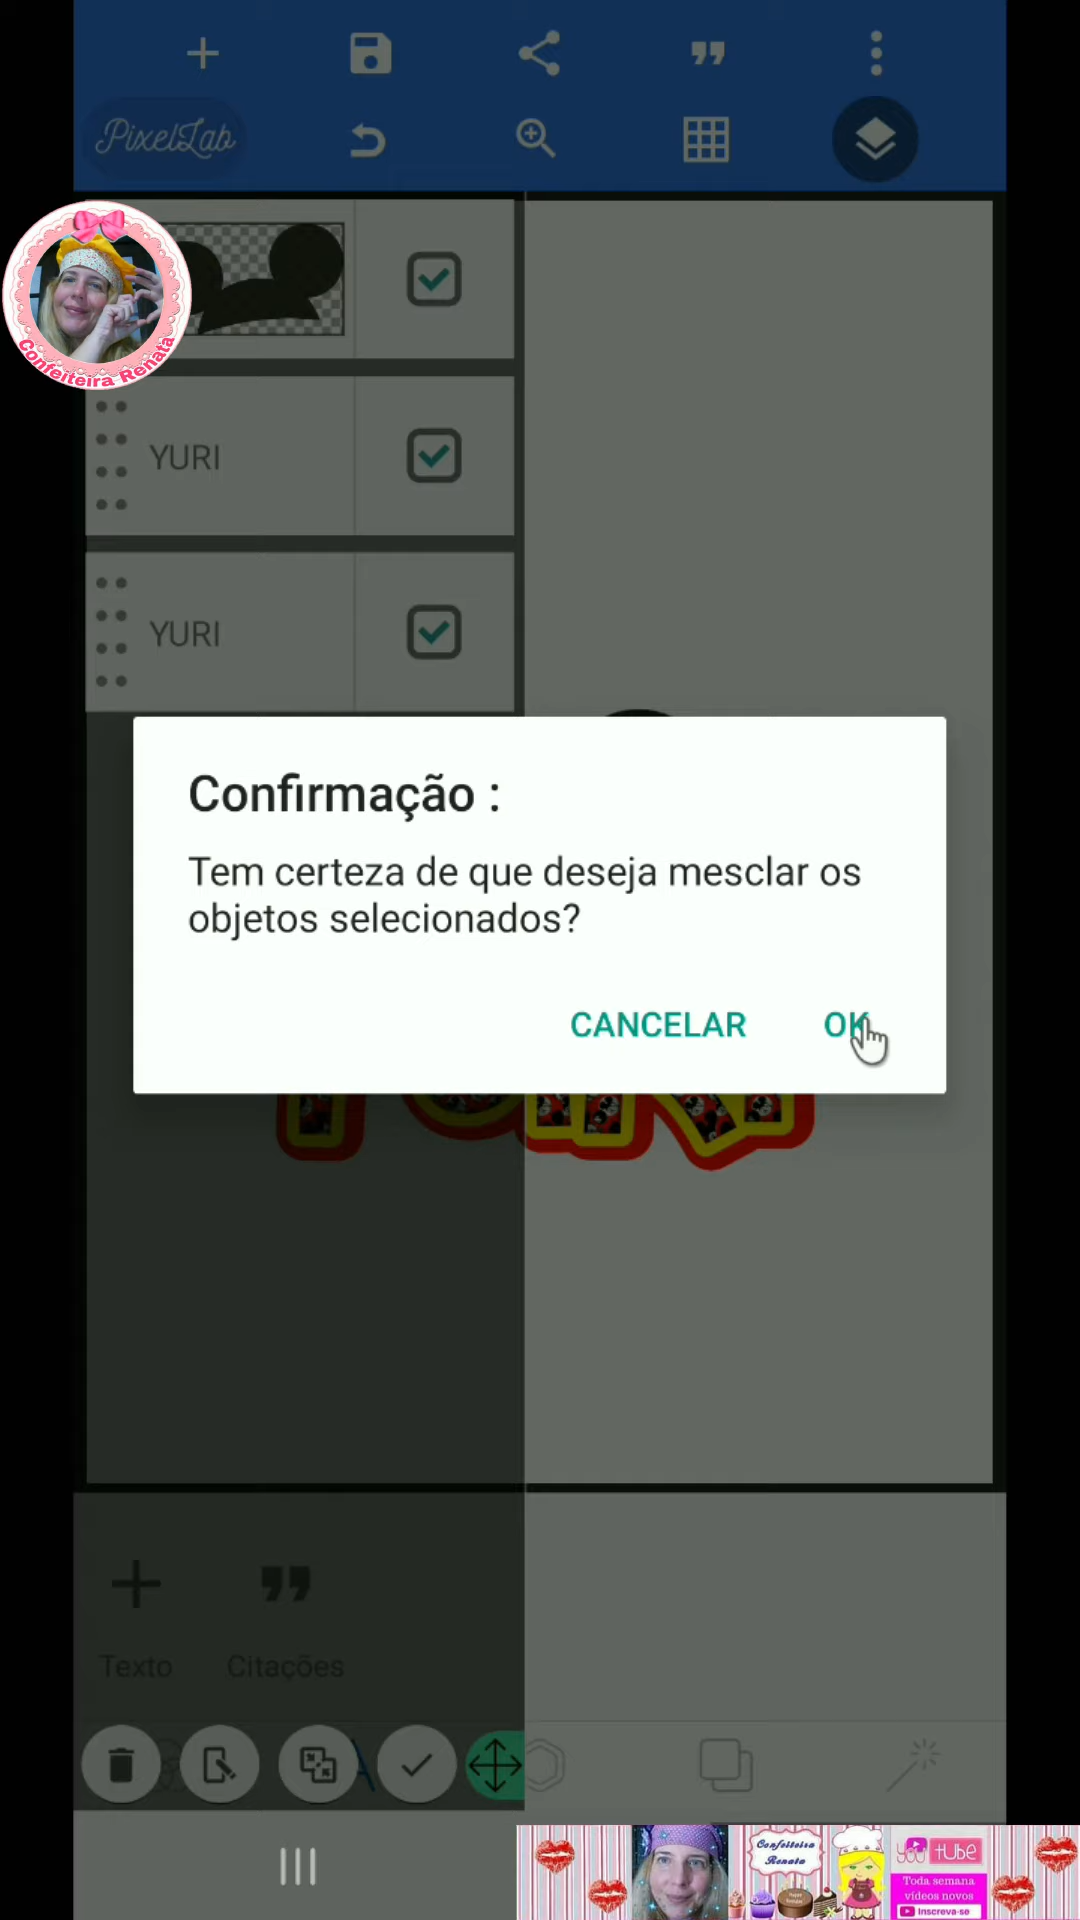 PixelLab
Confeiteira Renata
YURI
YURI
Confirmação :
Tem certeza de que deseja mesclar os
objetos selecionados?
CANCELAR
OK
Texto
Citações
Confeiteira
Renata
You tube
Toda semana
vídeos novos
Inscreva-se